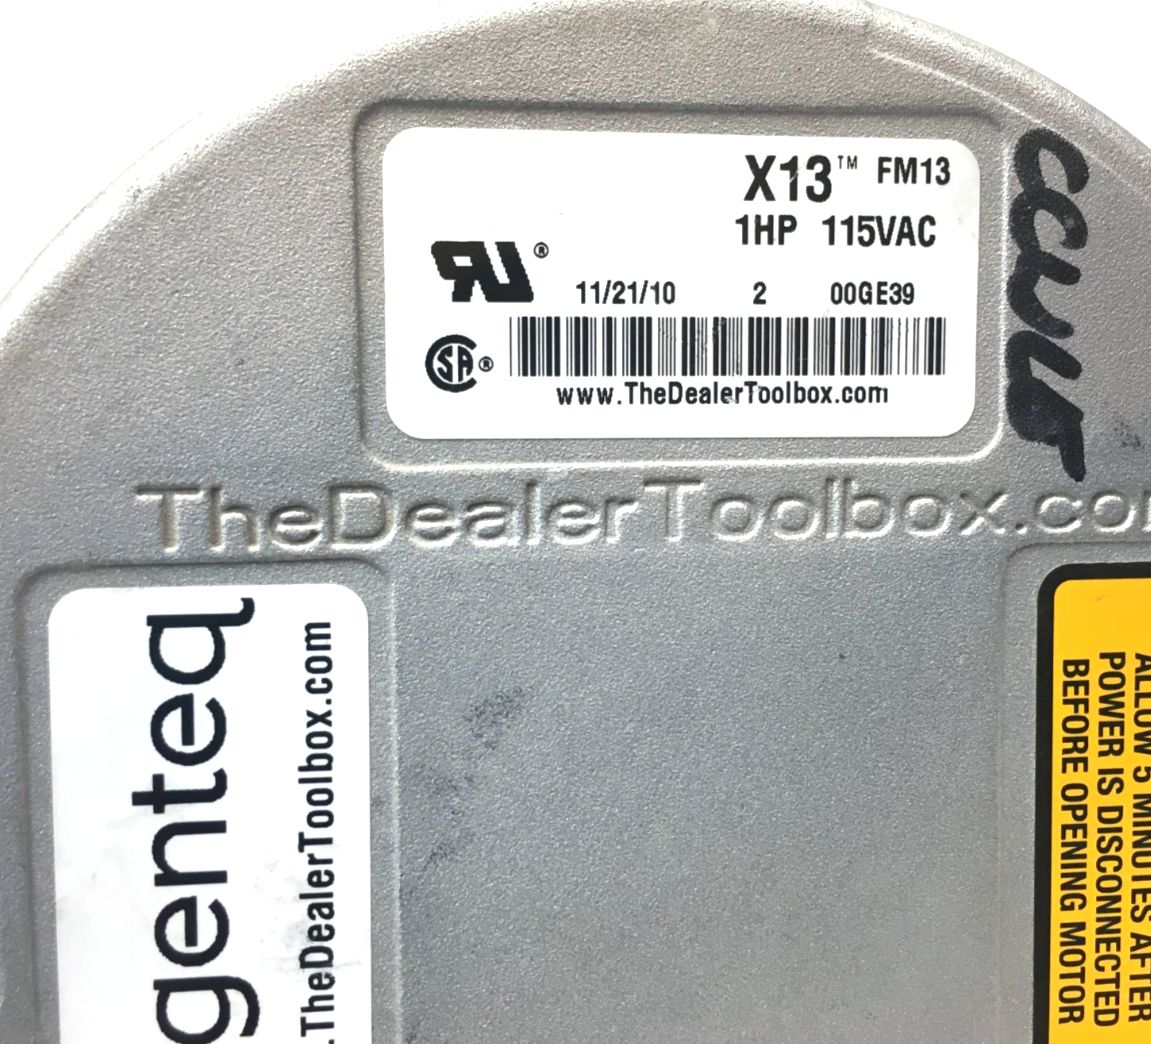 X13™ FM13
1HP 115VAC
® 11/21/10 2 00GE39
SA ®
www.TheDealerToolbox.com
TheDealerToolbox.co
genteq
.TheDealerToolbox.com
ALLOW 5 MINUTES AFTER
POWER IS DISCONNECTED
BEFORE OPENING MOTOR